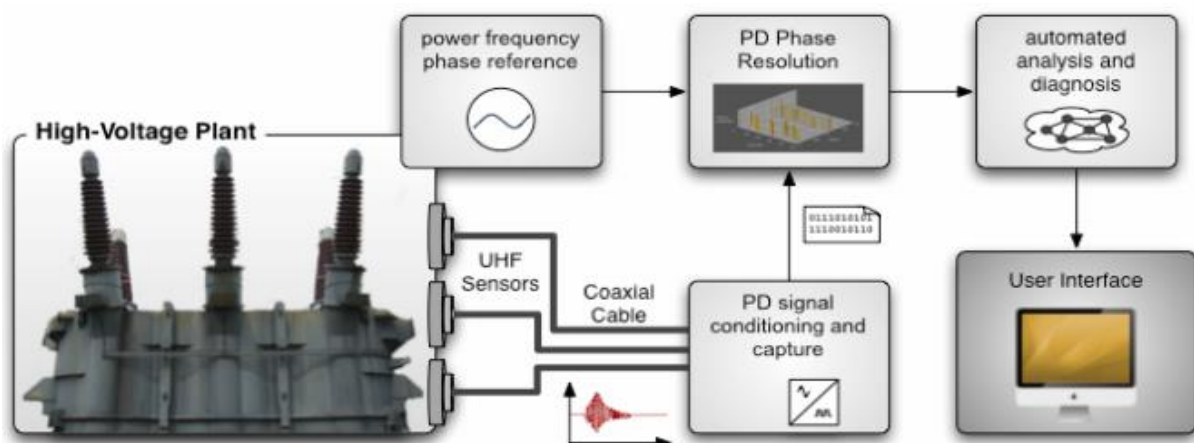 power frequency
phase reference
PD Phase
Resolution
automated
analysis and
diagnosis
High-Voltage Plant
0111010101
1110010110
UHF
Sensors
Coaxial
Cable
PD signal
conditioning and
capture
User Interface